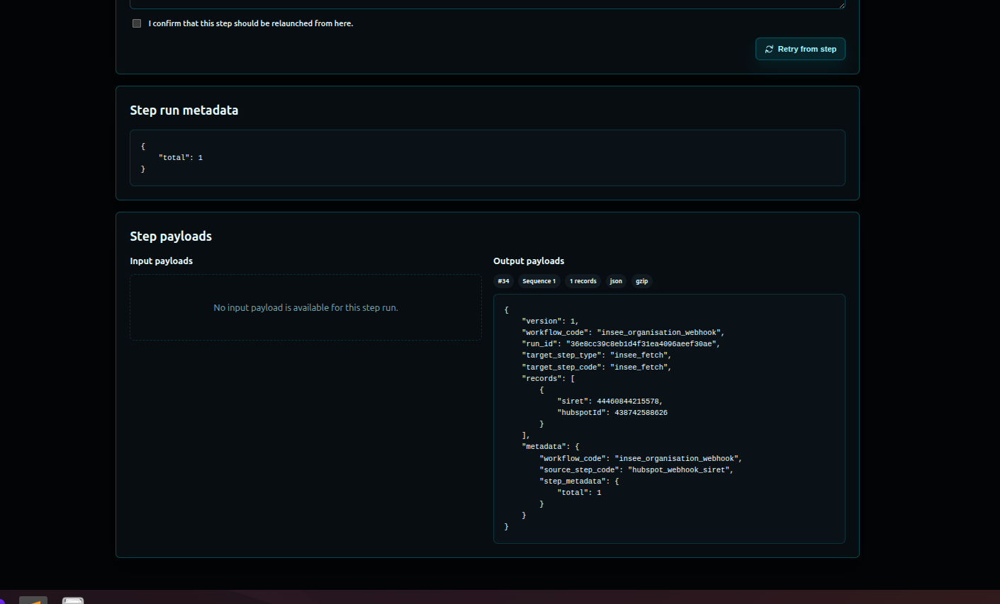 I confirm that this step should be relaunched from here.
Retry from step
Step run metadata
{
    "total": 1
}
Step payloads
Input payloads
No input payload is available for this step run.
Output payloads
#34 Sequence 1 1 records json gzip
{
    "version": 1,
    "workflow_code": "insee_organisation_webhook",
    "run_id": "36e8cc39c8eb1d4f31ea4096aeef30ae",
    "target_step_type": "insee_fetch",
    "target_step_code": "insee_fetch",
    "records": [
        {
            "siret": 44460844215578,
            "hubspotId": 438742588626
        }
    ],
    "metadata": {
        "workflow_code": "insee_organisation_webhook",
        "source_step_code": "hubspot_webhook_siret",
        "step_metadata": {
            "total": 1
        }
    }
}